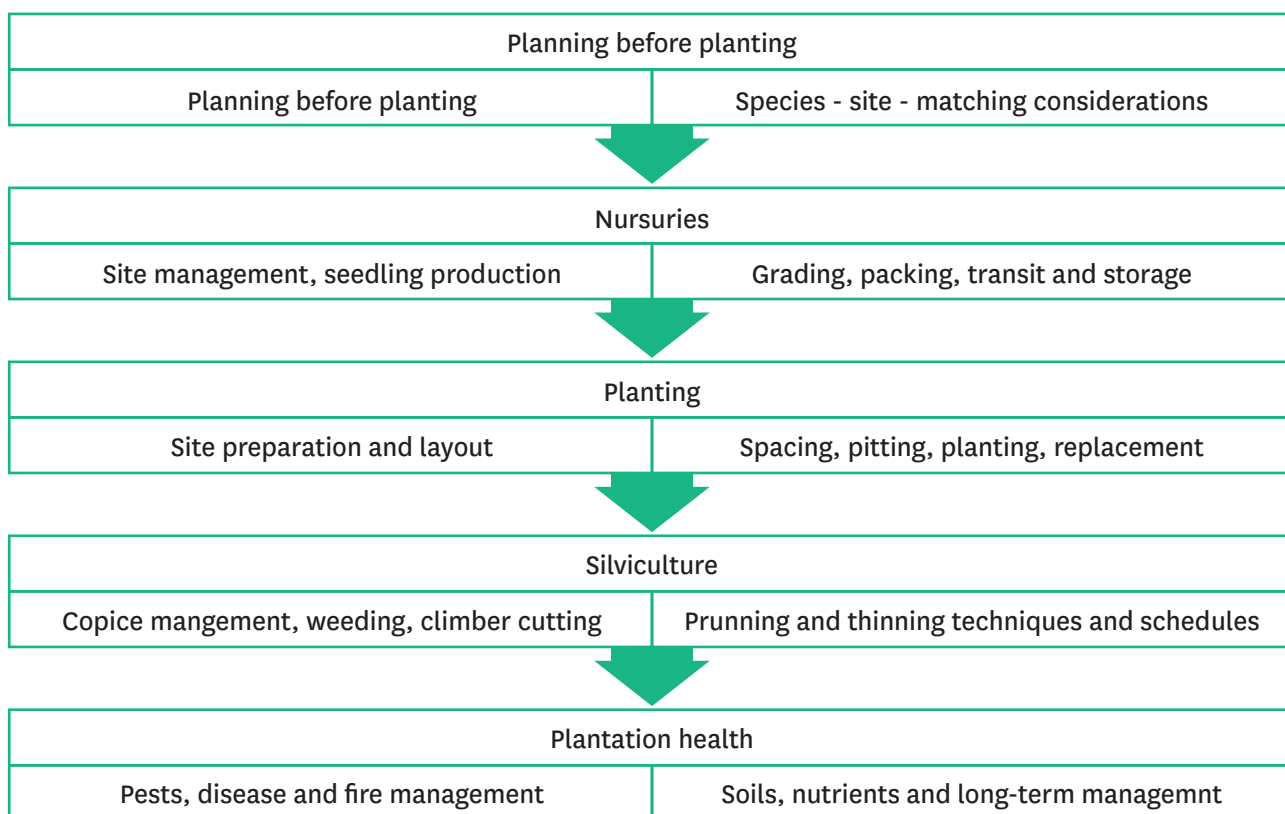 Planning before planting
Planning before planting
Species - site - matching considerations
Nursuries
Site management, seedling production
Grading, packing, transit and storage
Planting
Site preparation and layout
Spacing, pitting, planting, replacement
Silviculture
Copice mangement, weeding, climber cutting
Prunning and thinning techniques and schedules
Plantation health
Pests, disease and fire management
Soils, nutrients and long-term managemnt